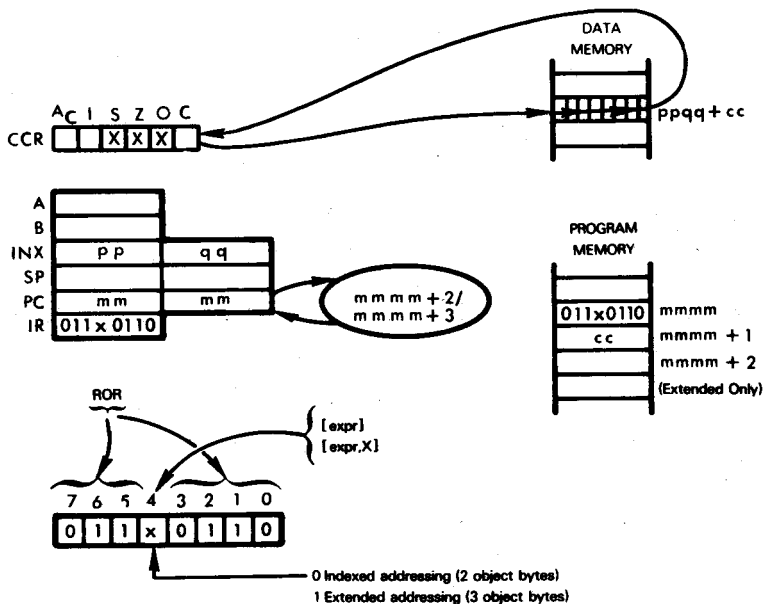 DATA
MEMORY
AC I S Z O C
CCR X X X
ppqq + cc
A
B
INX pp qq
SP
PC mm mm
IR 011x0110
mmmm + 2/
mmmm + 3
PROGRAM
MEMORY
011x0110 mmmm
cc mmmm + 1
mmmm + 2
(Extended Only)
ROR
[expr]
[expr,X]
7 6 5 4 3 2 1 0
0 1 1 x 0 1 1 0
0 Indexed addressing (2 object bytes)
1 Extended addressing (3 object bytes)